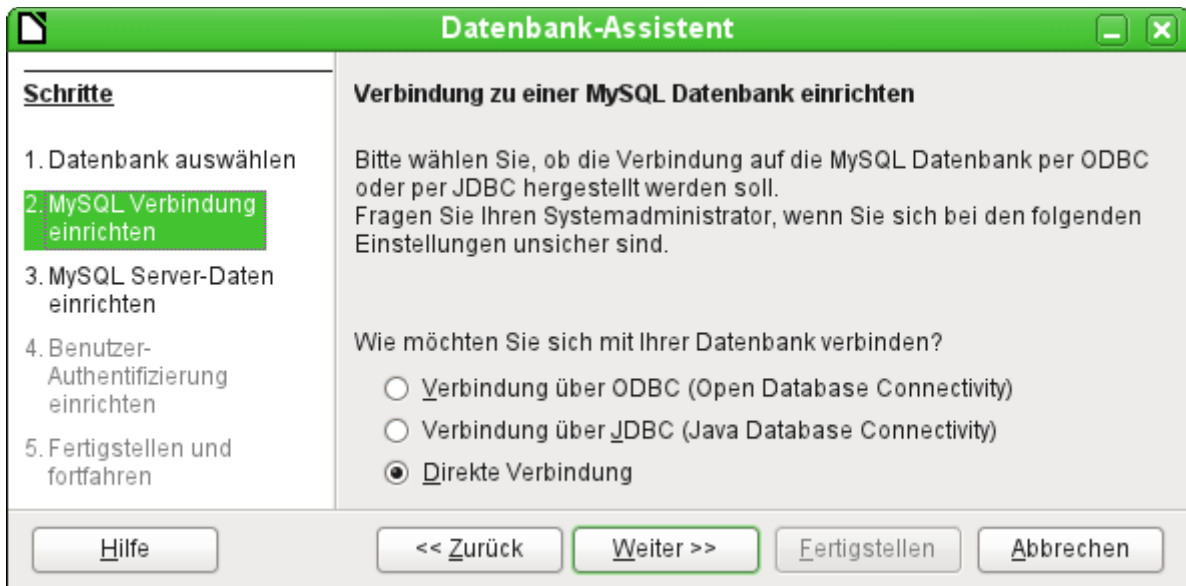 Datenbank-Assistent
Schritte
1. Datenbank auswählen
2. MySQL Verbindung
einrichten
3. MySQL Server-Daten
einrichten
4. Benutzer-
Authentifizierung
einrichten
5. Fertigstellen und
fortfahren
Verbindung zu einer MySQL Datenbank einrichten
Bitte wählen Sie, ob die Verbindung auf die MySQL Datenbank per ODBC
oder per JDBC hergestellt werden soll.
Fragen Sie Ihren Systemadministrator, wenn Sie sich bei den folgenden
Einstellungen unsicher sind.
Wie möchten Sie sich mit Ihrer Datenbank verbinden?
Verbindung über ODBC (Open Database Connectivity)
Verbindung über JDBC (Java Database Connectivity)
Direkte Verbindung
Hilfe
<< Zurück
Weiter >>
Fertigstellen
Abbrechen